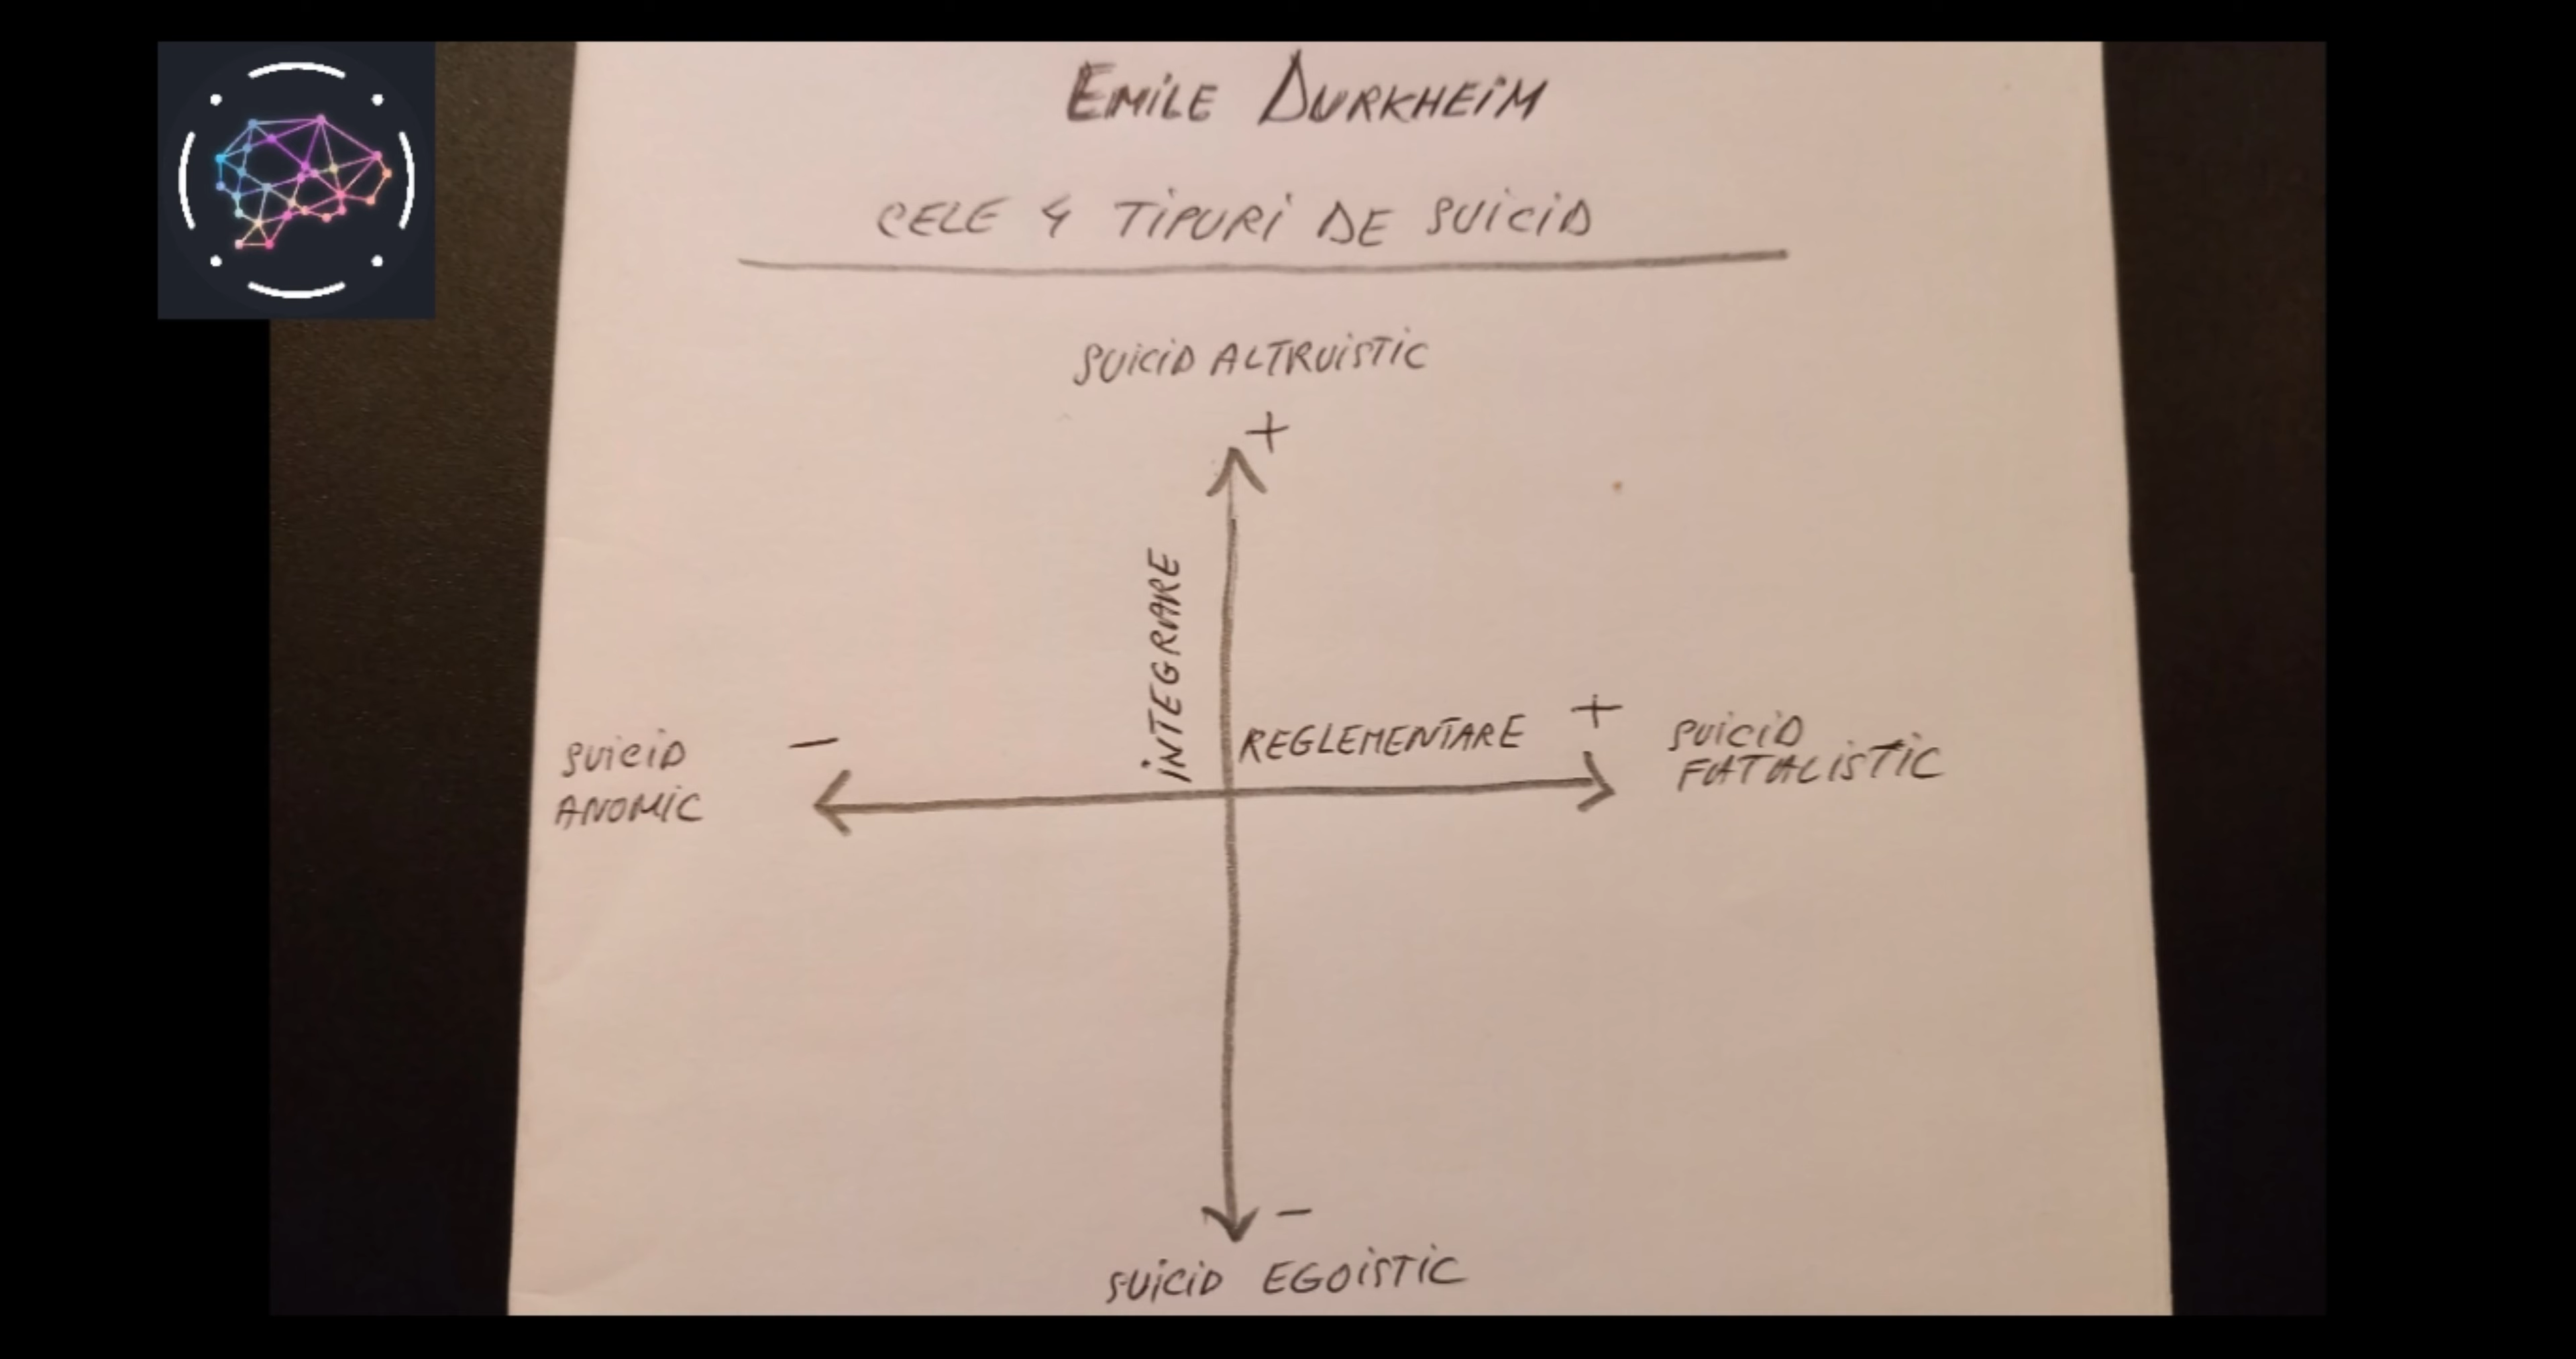 EMILE DURKHEIM
CELE 4 TIPURI DE SUICID
SUICID ALTRUISTIC
+
INTEGRARE
REGLEMENTARE
+
SUICID
FATALISTIC
-
SUICID
ANOMIC
-
SUICID EGOISTIC